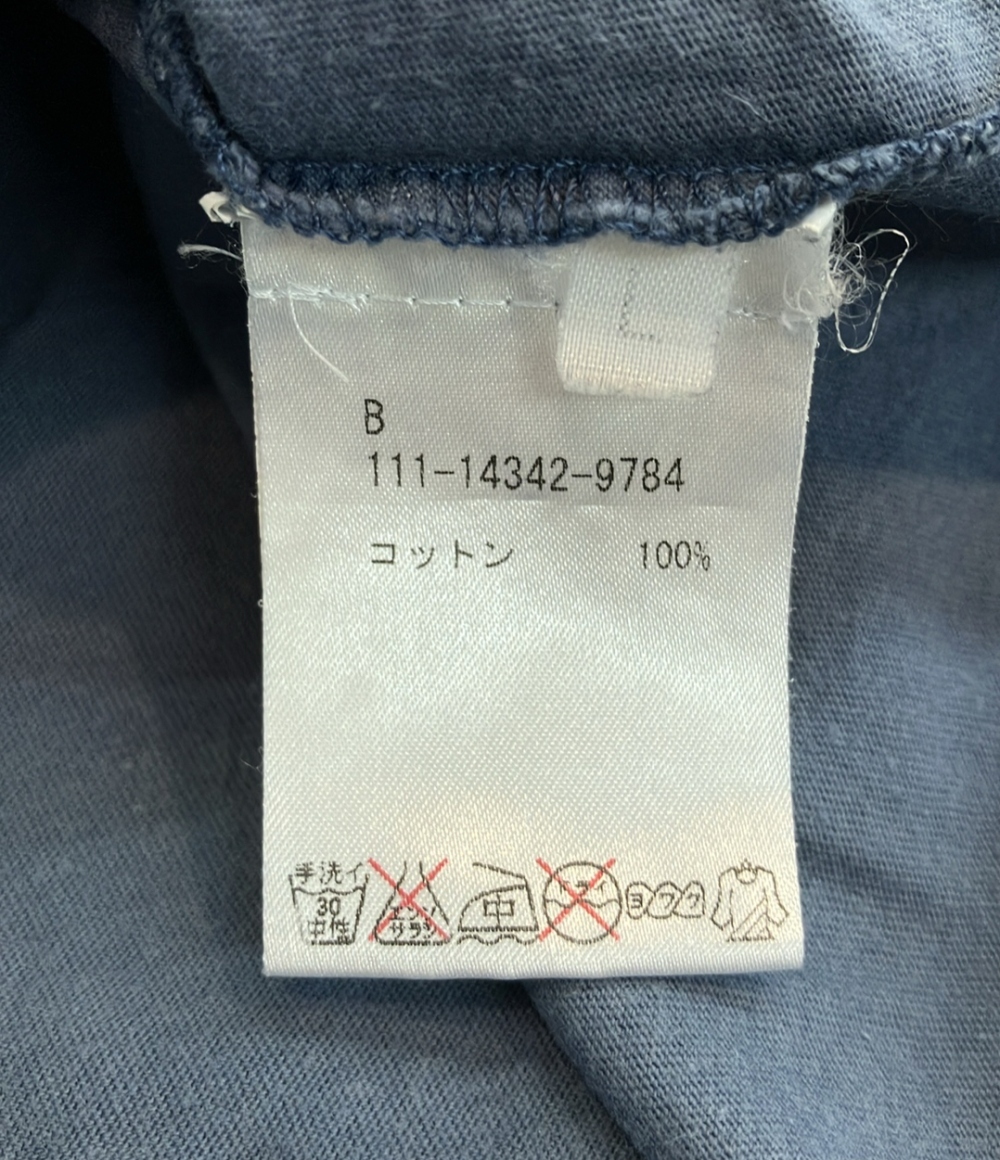 L
B
111-14342-9784
コットン 100%
手洗イ
30
中性
エンソ
サラシ
中
ドライ
ヨワク